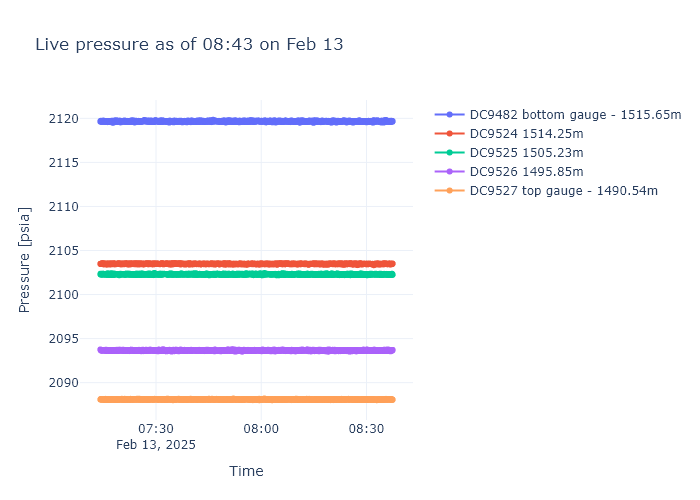 Live pressure as of 08:43 on Feb 13
DC9482 bottom gauge - 1515.65m
DC9524 1514.25m
DC9525 1505.23m
DC9526 1495.85m
DC9527 top gauge - 1490.54m
Pressure [psia]
2120
2115
2110
2105
2100
2095
2090
07:30
08:00
08:30
Feb 13, 2025
Time